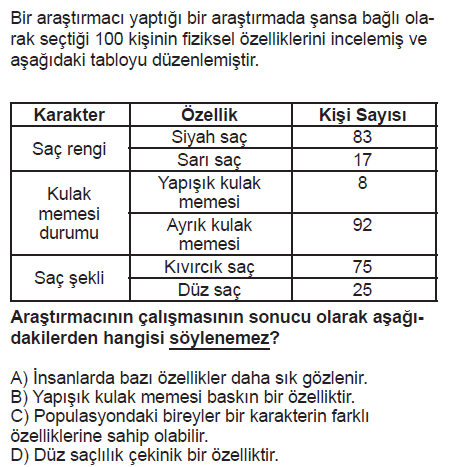 Bir araştırmacı yaptığı bir araştırmada şansa bağlı ola-
rak seçtiği 100 kişinin fiziksel özelliklerini incelemiş ve
aşağıdaki tabloyu düzenlemiştir.
Karakter Özellik Kişi Sayısı
Saç rengi
Siyah saç 83
Sarı saç 17
Kulak
memesi
durumu
Yapışık kulak
memesi
8
Ayrık kulak
memesi
92
Saç şekli
Kıvırcık saç 75
Düz saç 25
Araştırmacının çalışmasının sonucu olarak aşağı-
dakilerden hangisi söylenemez?
A) İnsanlarda bazı özellikler daha sık gözlenir.
B) Yapışık kulak memesi baskın bir özelliktir.
C) Populasyondaki bireyler bir karakterin farklı
özelliklerine sahip olabilir.
D) Düz saçlılık çekinik bir özelliktir.